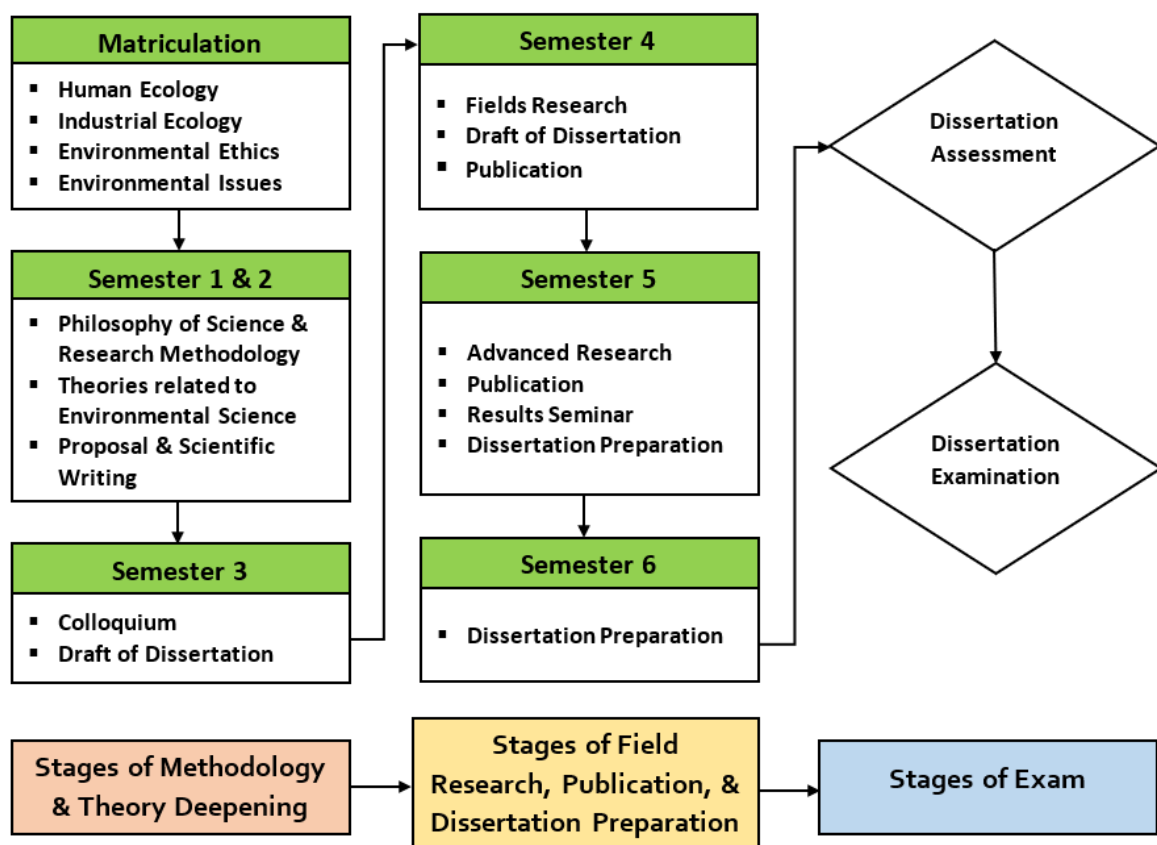 Matriculation
▪ Human Ecology
▪ Industrial Ecology
▪ Environmental Ethics
▪ Environmental Issues
Semester 1 & 2
▪ Philosophy of Science &
Research Methodology
▪ Theories related to
Environmental Science
▪ Proposal & Scientific
Writing
Semester 3
▪ Colloquium
▪ Draft of Dissertation
Semester 4
▪ Fields Research
▪ Draft of Dissertation
▪ Publication
Semester 5
▪ Advanced Research
▪ Publication
▪ Results Seminar
▪ Dissertation Preparation
Semester 6
▪ Dissertation Preparation
Dissertation
Assessment
Dissertation
Examination
Stages of Methodology
& Theory Deepening
Stages of Field
Research, Publication, &
Dissertation Preparation
Stages of Exam